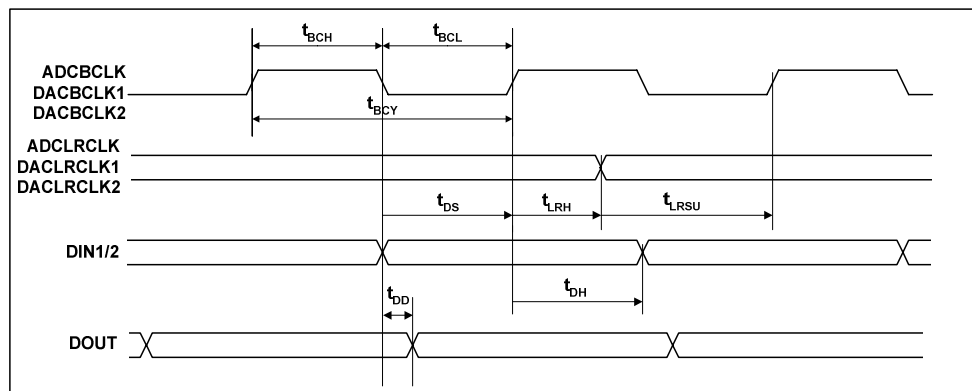 tBCH tBCL
ADCBCLK
DACBCLK1
DACBCLK2
tBCY
ADCLRCLK
DACLRCLK1
DACLRCLK2
tDS tLRH tLRSU
DIN1/2
tDH
tDD
DOUT